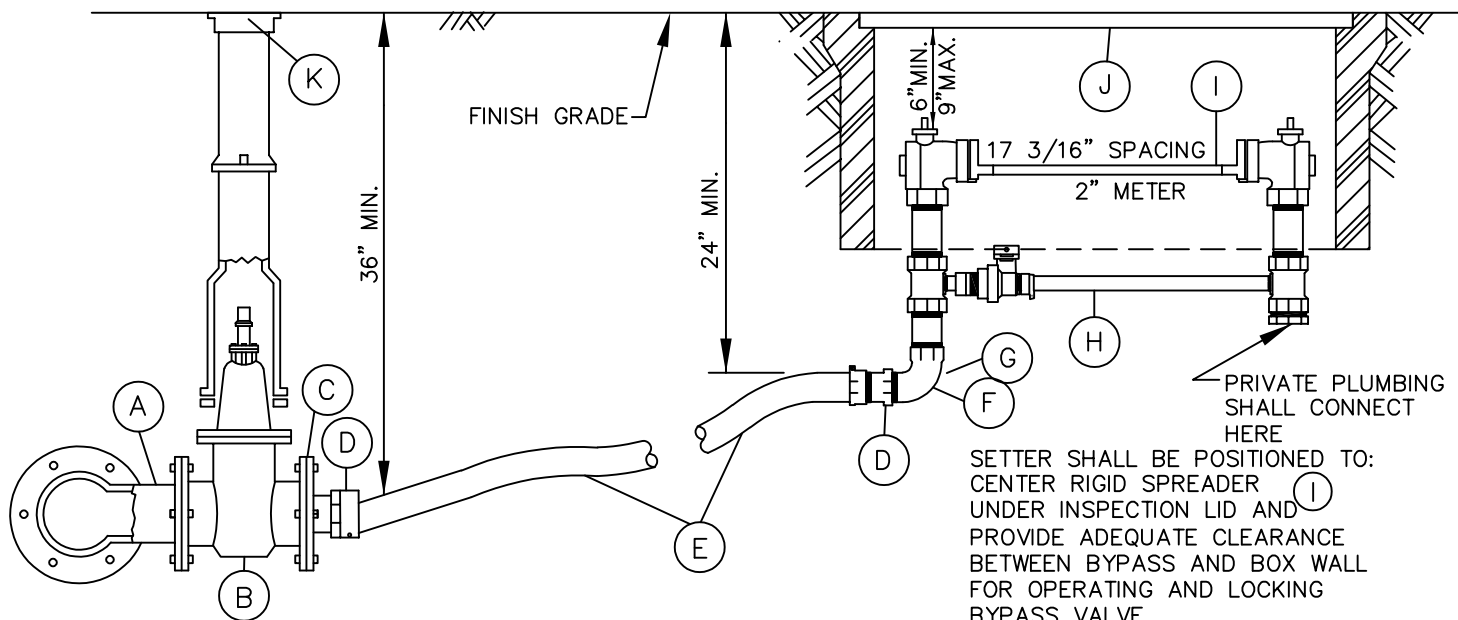 K
FINISH GRADE
36” MIN.
24” MIN.
6”MIN.
9”MAX.
J
I
17 3/16” SPACING
2” METER
H
G
F
D
PRIVATE PLUMBING
SHALL CONNECT
HERE
A
C
D
B
E
SETTER SHALL BE POSITIONED TO:
CENTER RIGID SPREADER I
UNDER INSPECTION LID AND
PROVIDE ADEQUATE CLEARANCE
BETWEEN BYPASS AND BOX WALL
FOR OPERATING AND LOCKING
BYPASS VALVE